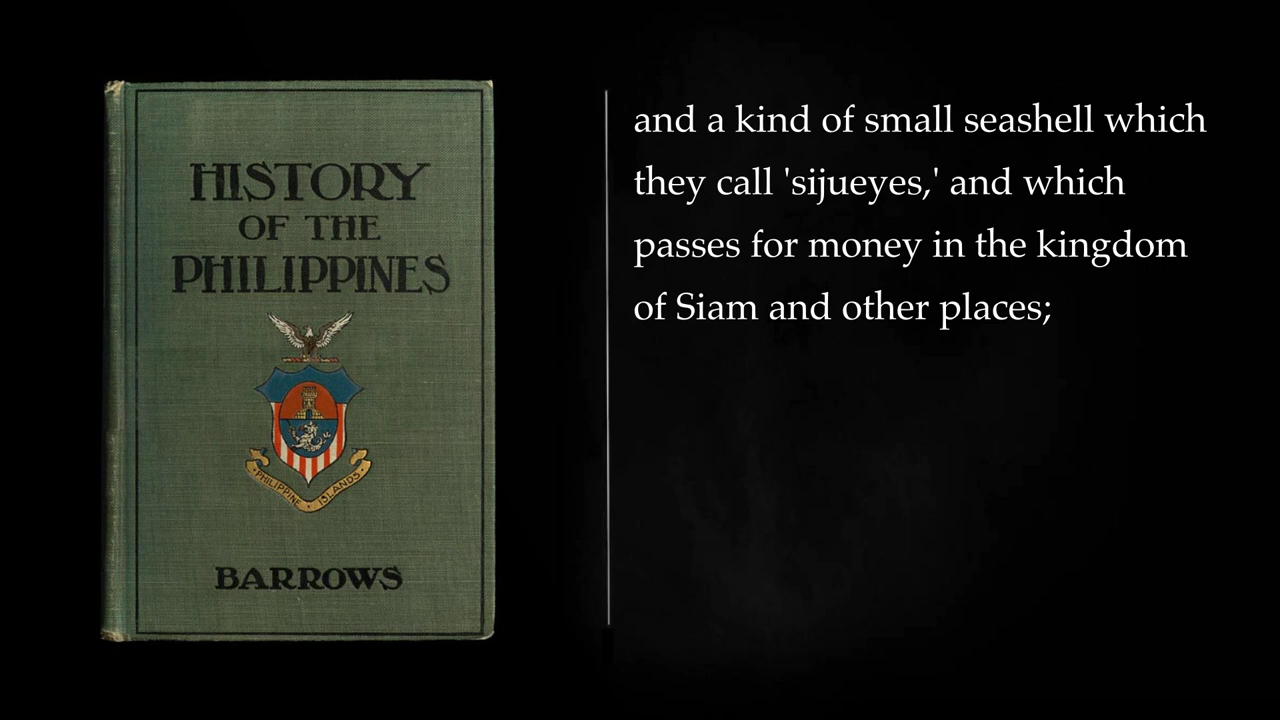 HISTORY
OF THE
PHILIPPINES
PHILIPPINE ISLANDS
BARROWS
and a kind of small seashell which
they call 'sijueyes,' and which
passes for money in the kingdom
of Siam and other places;